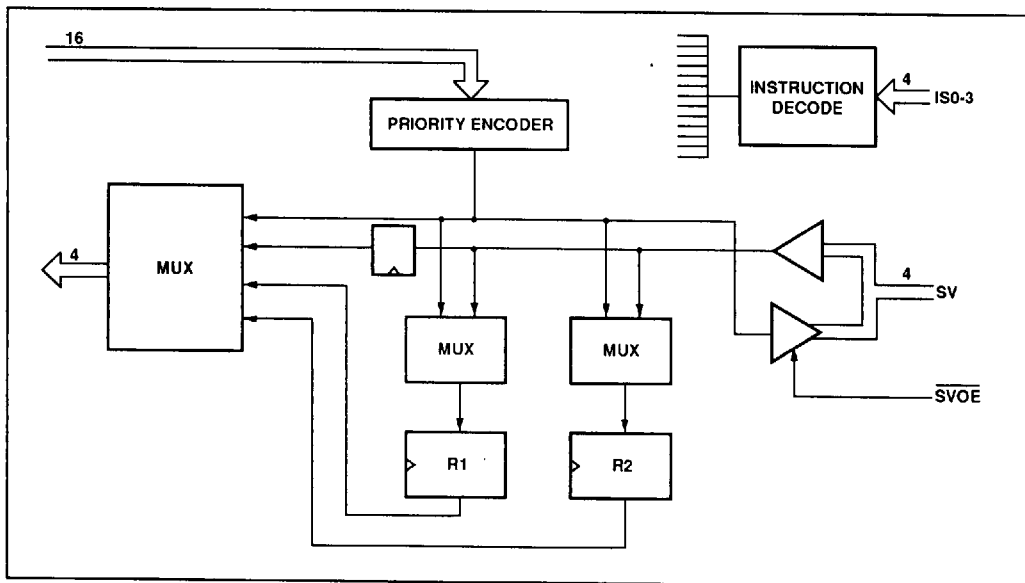 16
PRIORITY ENCODER
INSTRUCTION
DECODE
4
IS0-3
MUX
4
4
SV
MUX
MUX
SVOE
R1
R2